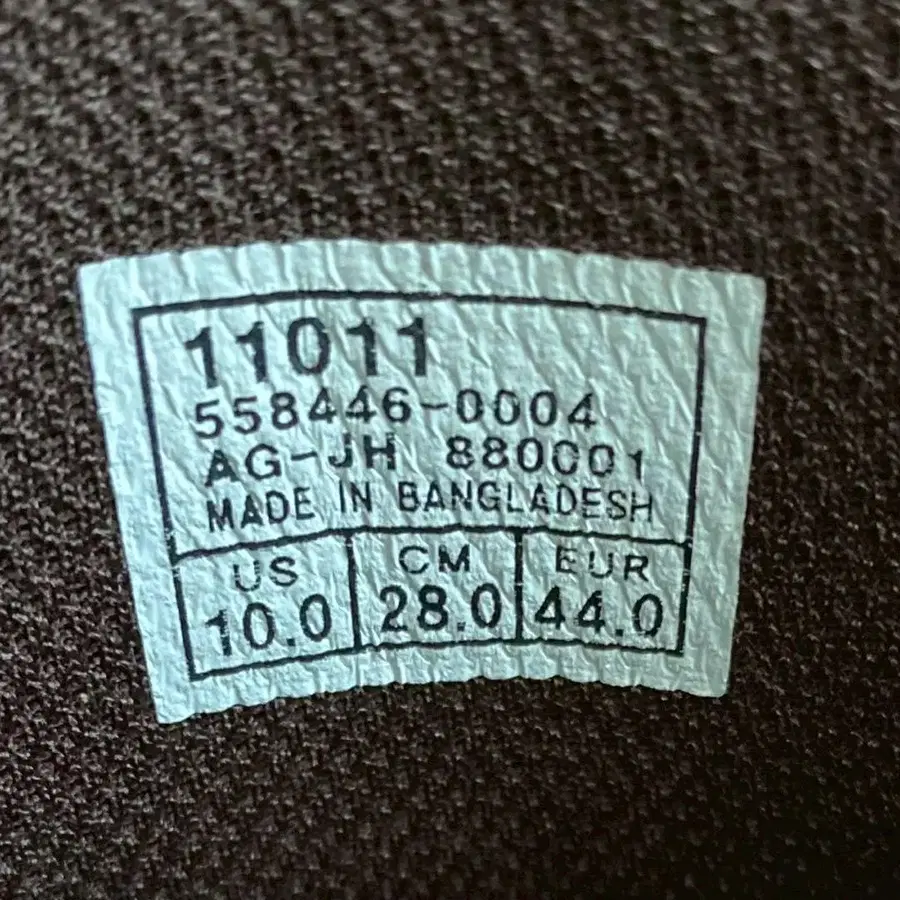 11011
558446-0004
AG-JH 880001
MADE IN BANGLADESH
US CM EUR
10.0 28.0 44.0